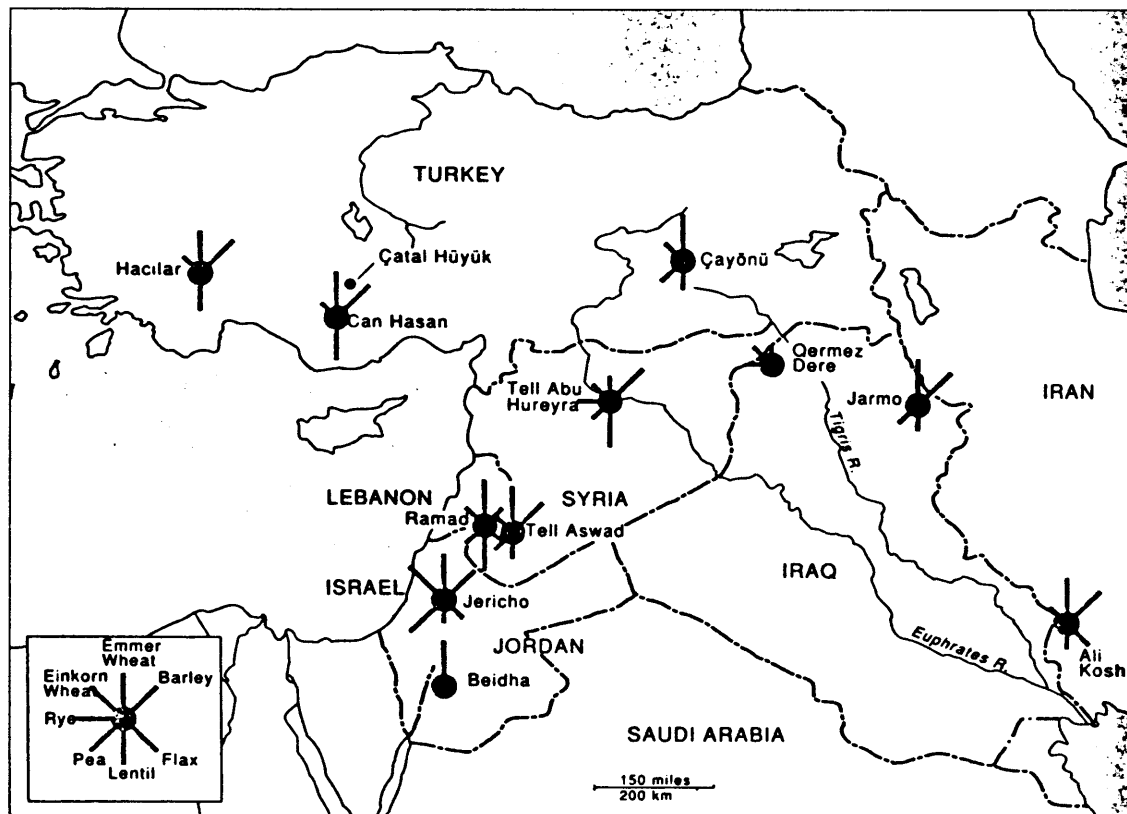 TURKEY
Hacılar
Çatal Hüyük
Çayönü
Can Hasan
Qermez
Dere
Tell Abu
Hureyra
Jarmo
IRAN
Tigris R.
LEBANON
SYRIA
Ramad
Tell Aswad
IRAQ
ISRAEL
Jericho
JORDAN
Euphrates R.
Ali
Kosh
Beidha
SAUDI ARABIA
150 miles
200 km
Emmer
Wheat
Einkorn
Whea
Barley
Rye
Pea
Lentil
Flax